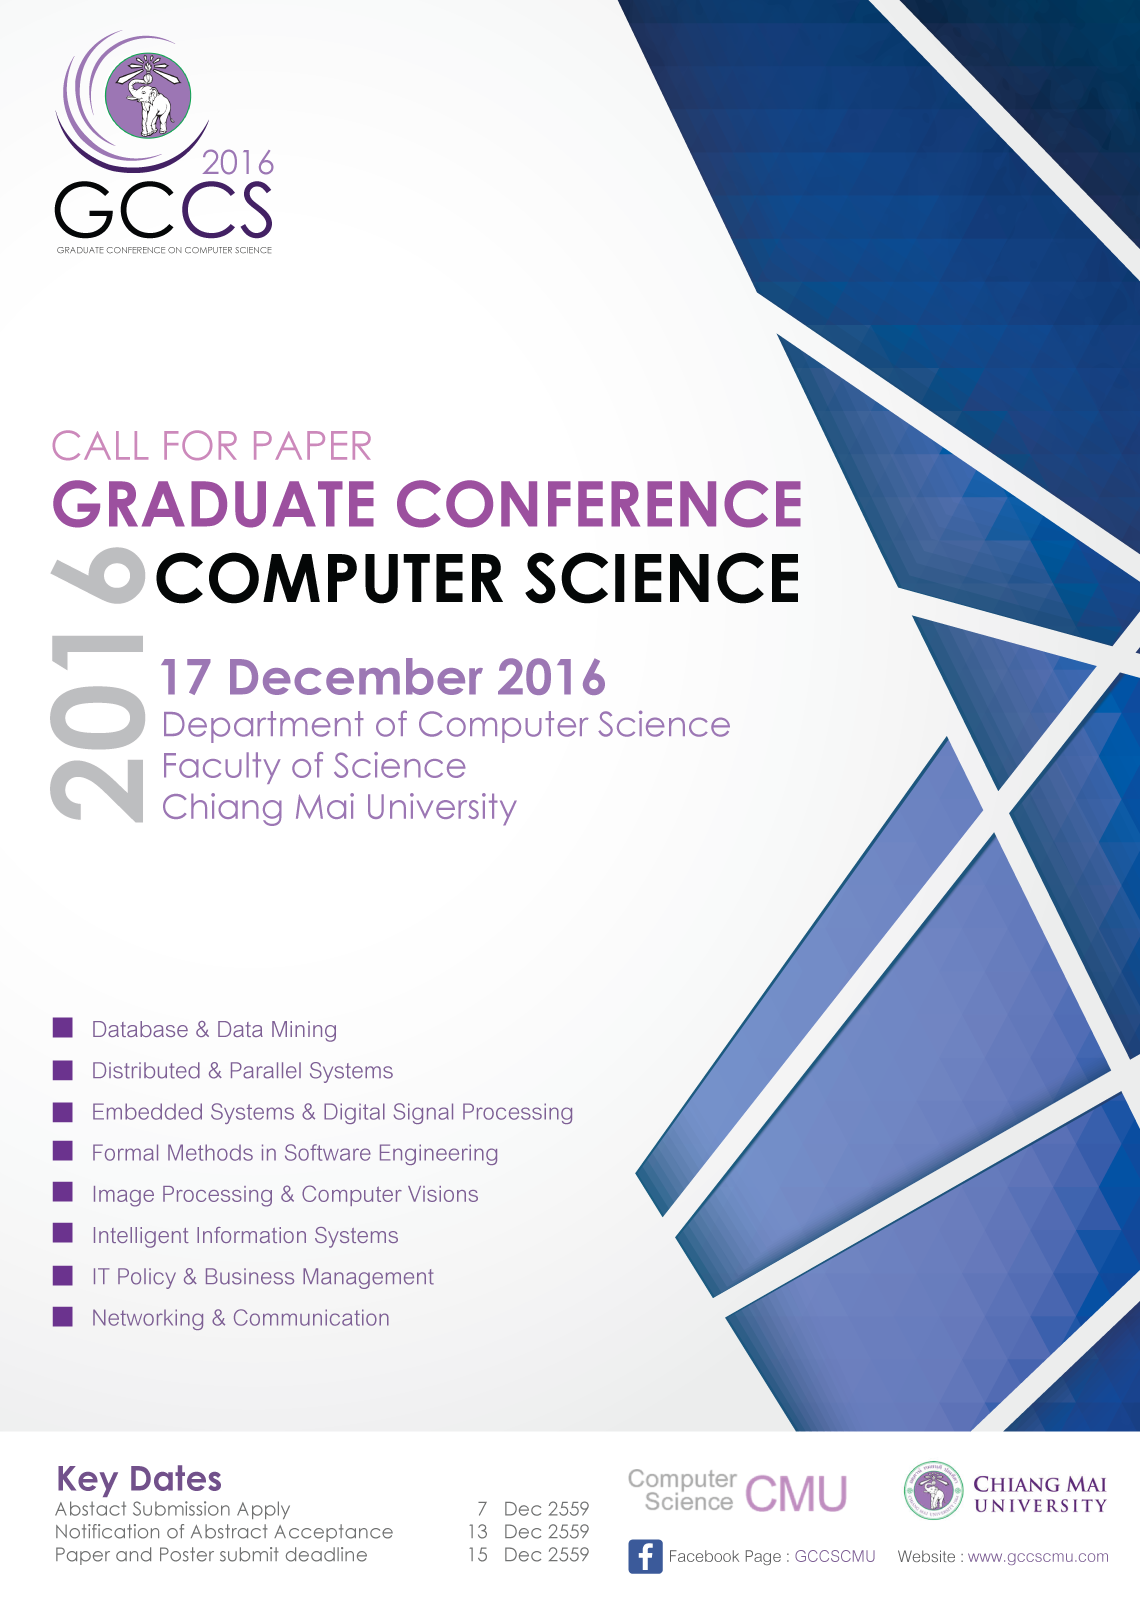 2016
GCCS
GRADUATE CONFERENCE ON COMPUTER SCIENCE
CALL FOR PAPER
GRADUATE CONFERENCE
2016
COMPUTER SCIENCE
17 December 2016
Department of Computer Science
Faculty of Science
Chiang Mai University
Database & Data Mining
Distributed & Parallel Systems
Embedded Systems & Digital Signal Processing
Formal Methods in Software Engineering
Image Processing & Computer Visions
Intelligent Information Systems
IT Policy & Business Management
Networking & Communication
Key Dates
Abstact Submission Apply 7 Dec 2559
Notification of Abstract Acceptance 13 Dec 2559
Paper and Poster submit deadline 15 Dec 2559
Computer
Science
CMU
CHIANG MAI
UNIVERSITY
Facebook Page : GCCSCMU
Website : www.gccscmu.com